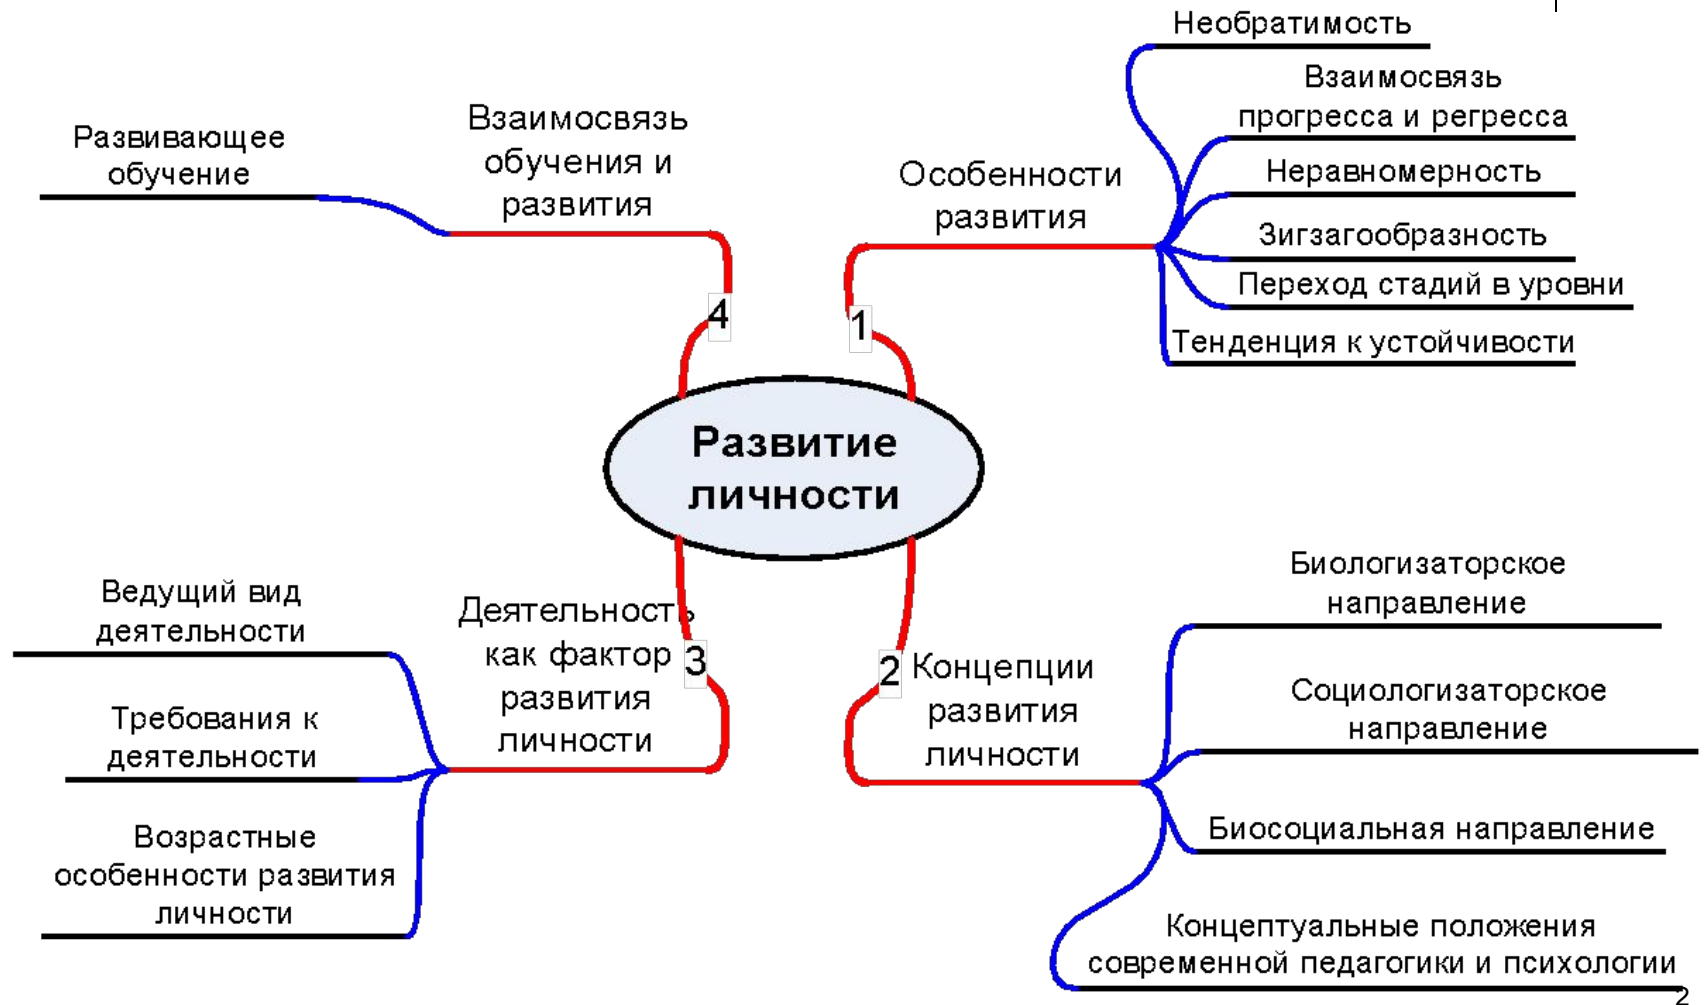 Развитие
личности
1
Особенности
развития
Необратимость
Взаимосвязь
прогресса и регресса
Неравномерность
Зигзагообразность
Переход стадий в уровни
Тенденция к устойчивости
2
Концепции
развития
личности
Биологизаторское
направление
Социологизаторское
направление
Биосоциальная направление
Концептуальные положения
современной педагогики и психологии
3
Деятельность
как фактор
развития
личности
Ведущий вид
деятельности
Требования к
деятельности
Возрастные
особенности развития
личности
4
Взаимосвязь
обучения и
развития
Развивающее
обучение
2